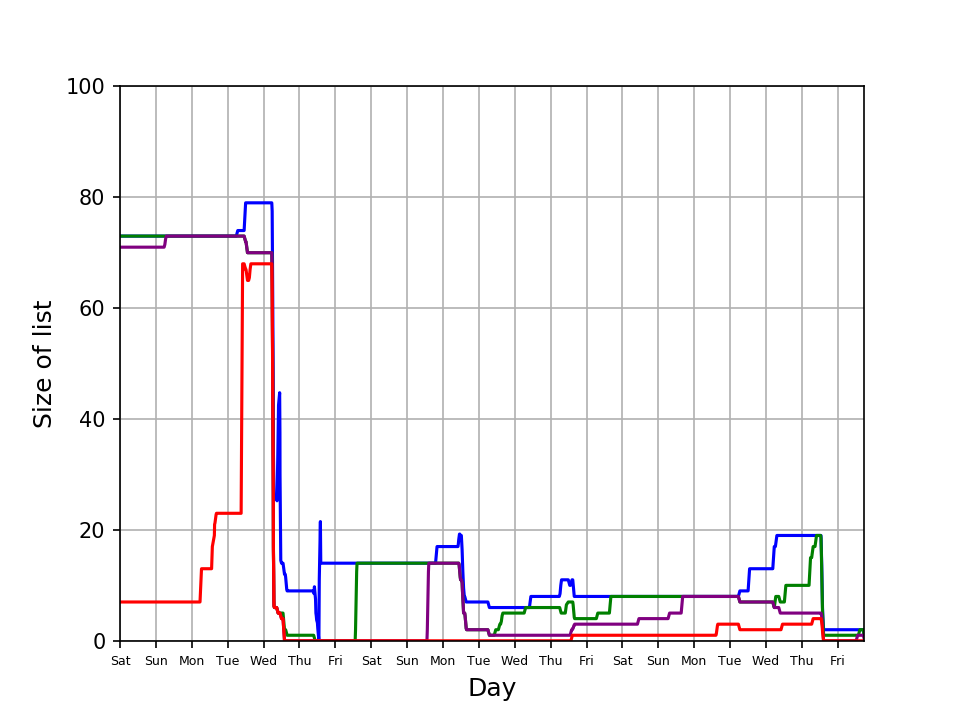 Size of list
100
80
60
40
20
0
Sat Sun Mon Tue Wed Thu Fri Sat Sun Mon Tue Wed Thu Fri Sat Sun Mon Tue Wed Thu Fri
Day